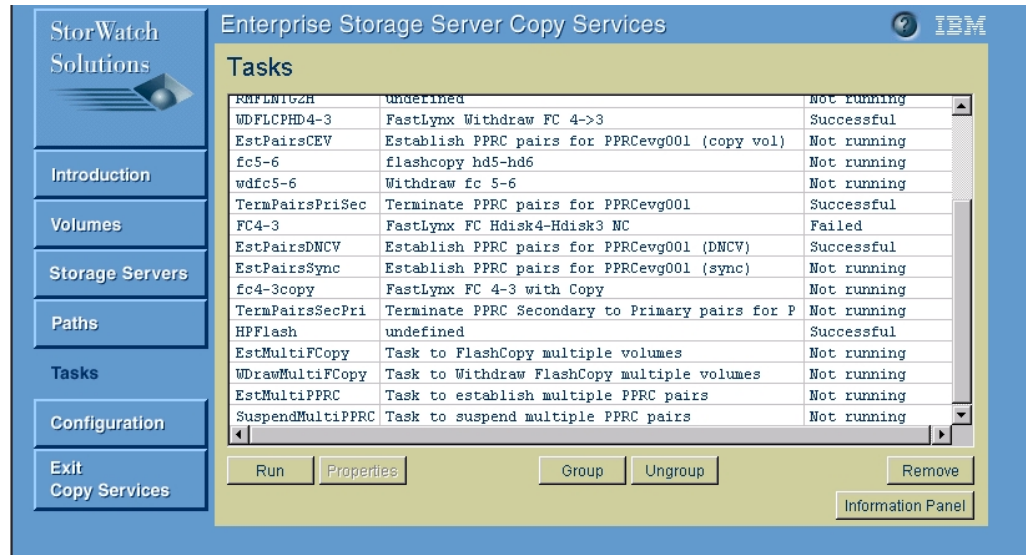 StorWatch
Solutions
Enterprise Storage Server Copy Services
? IBM
Tasks
RMFLNTGZH undefined Not running
WDFLCPHD4-3 FastLynx Withdraw FC 4->3 Successful
EstPairsCEV Establish PPRC pairs for PPRCevg001 (copy vol) Not running
fc5-6 flashcopy hd5-hd6 Not running
wdfc5-6 Withdraw fc 5-6 Not running
TermPairsPriSec Terminate PPRC pairs for PPRCevg001 Successful
FC4-3 FastLynx FC Hdisk4-Hdisk3 NC Failed
EstPairsDNCV Establish PPRC pairs for PPRCevg001 (DNCV) Successful
EstPairsSync Establish PPRC pairs for PPRCevg001 (sync) Not running
fc4-3copy FastLynx FC 4-3 with Copy Not running
TermPairsSecPri Terminate PPRC Secondary to Primary pairs for P Not running
HPFlash undefined Successful
EstMultiFCopy Task to FlashCopy multiple volumes Not running
WDrawMultiFCopy Task to Withdraw FlashCopy multiple volumes Not running
EstMultiPPRC Task to establish multiple PPRC pairs Not running
SuspendMultiPPRC Task to suspend multiple PPRC pairs Not running
Introduction
Volumes
Storage Servers
Paths
Tasks
Configuration
Exit
Copy Services
Run Properties Group Ungroup Remove
Information Panel